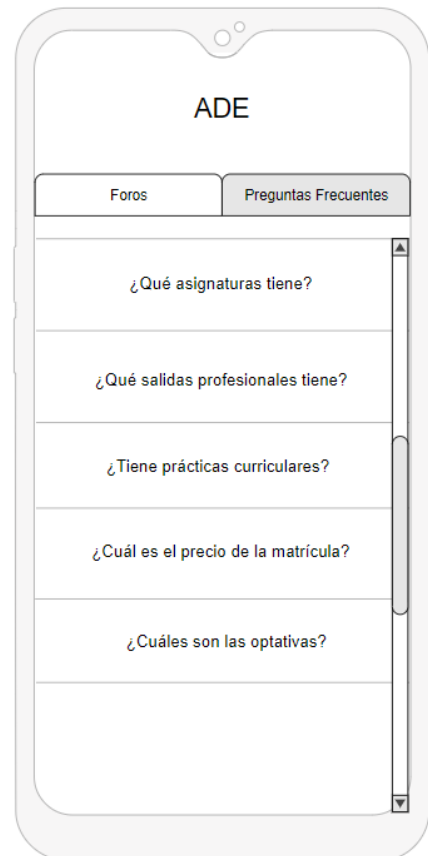 ADE
Foros
Preguntas Frecuentes
¿Qué asignaturas tiene?
¿Qué salidas profesionales tiene?
¿Tiene prácticas curriculares?
¿Cuál es el precio de la matrícula?
¿Cuáles son las optativas?